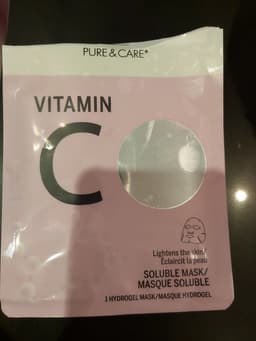 PURE & CARE®
VITAMIN
C
Lightens the skin/
Éclaircit la peau
SOLUBLE MASK/
MASQUE SOLUBLE
1 HYDROGEL MASK/MASQUE HYDROGEL